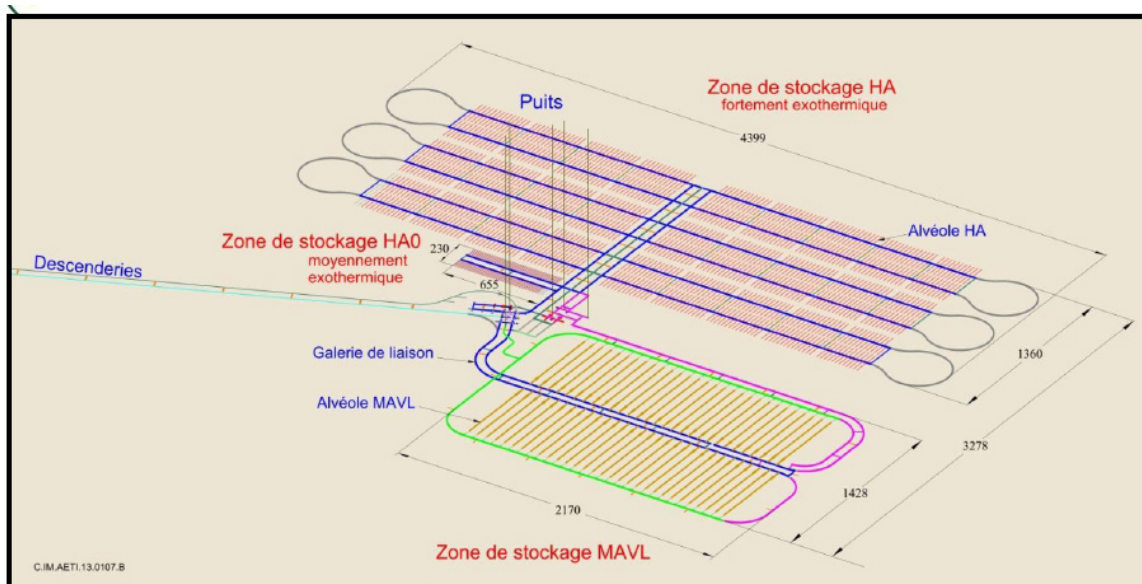 Zone de stockage HA
fortement exothermique
Puits
4399
Alvéole HA
Zone de stockage HA0
moyennement
exothermique
230
655
Descenderies
Galerie de liaison
Alvéole MAVL
1360
3278
1428
2170
Zone de stockage MAVL
C.IM.AETI.13.0107.B